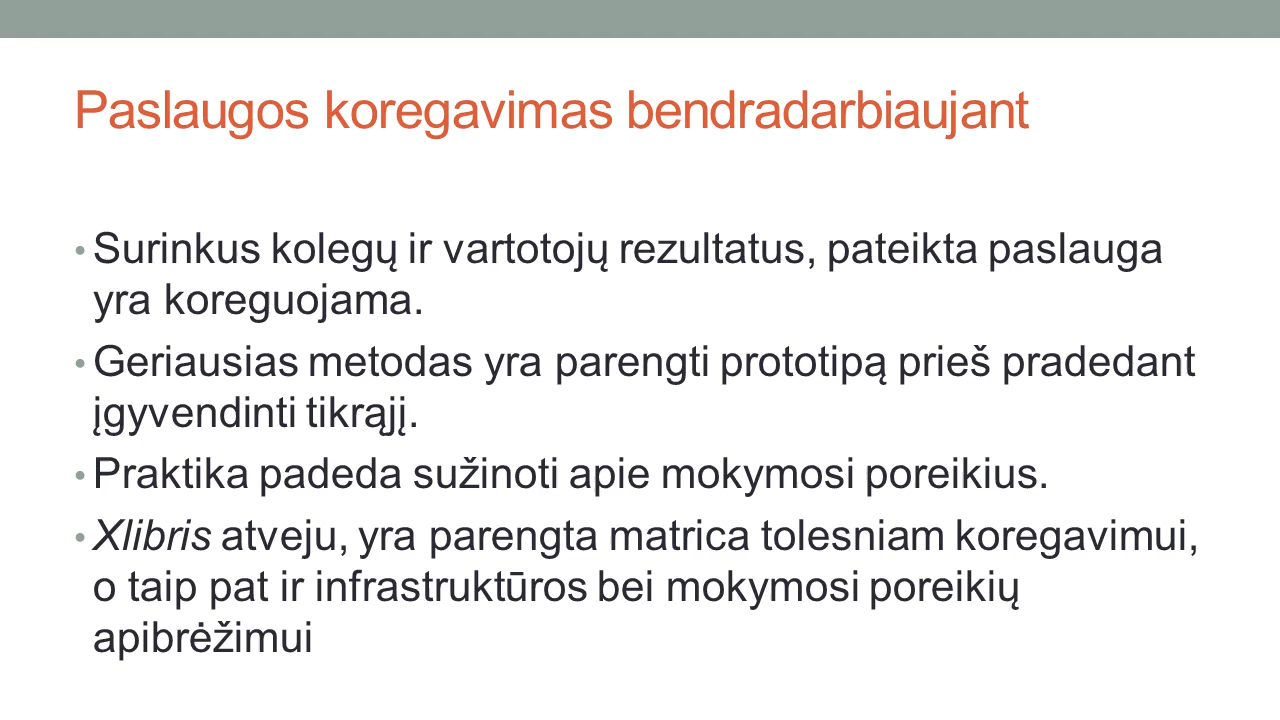 Paslaugos koregavimas bendradarbiaujant
• Surinkus kolegų ir vartotojų rezultatus, pateikta paslauga
yra koreguojama.
• Geriausias metodas yra parengti prototipą prieš pradedant
įgyvendinti tikrąjį.
• Praktika padeda sužinoti apie mokymosi poreikius.
• Xlibris atveju, yra parengta matrica tolesniam koregavimui,
o taip pat ir infrastruktūros bei mokymosi poreikių
apibrėžimui